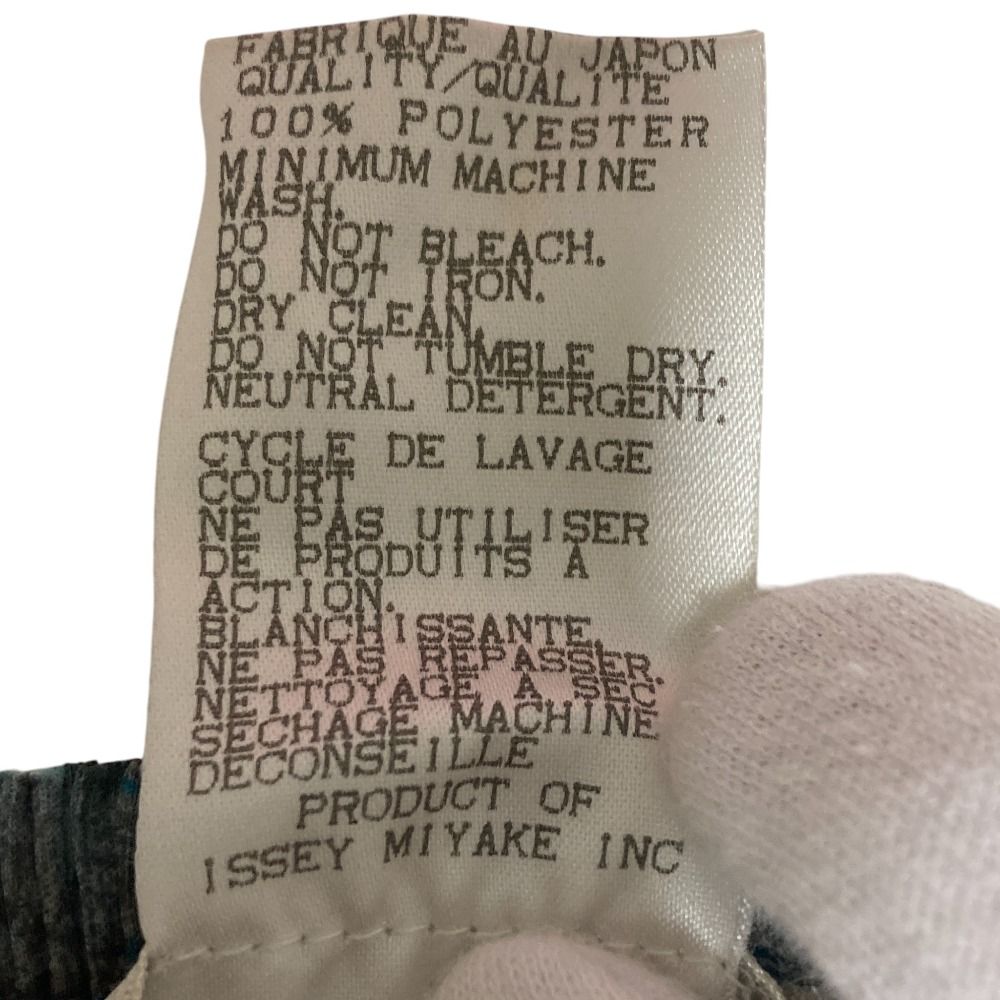 FABRIQUE AU JAPON
QUALITY/QUALITE
100% POLYESTER
MINIMUM MACHINE
WASH.
DO NOT BLEACH.
DO NOT IRON.
DRY CLEAN.
DO NOT TUMBLE DRY.
NEUTRAL DETERGENT.
CYCLE DE LAVAGE
COURT
NE PAS UTILISER
DE PRODUITS A
ACTION.
BLANCHISSANTE.
NE PAS REPASSER.
NETTOYAGE A SEC
SECHAGE MACHINE
DECONSEILLE
PRODUCT OF
ISSEY MIYAKE INC